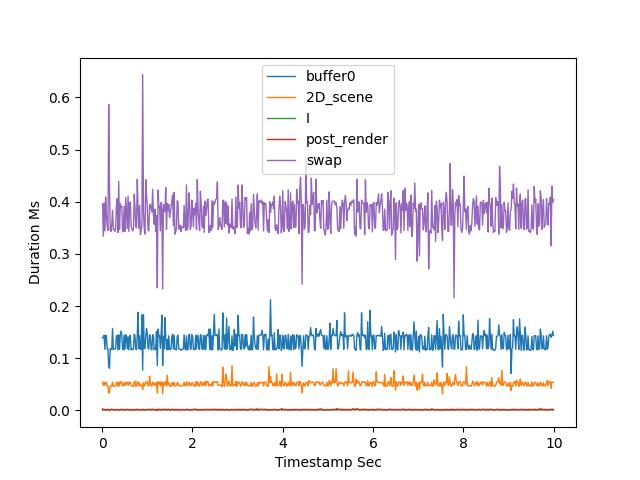 buffer0
2D_scene
I
post_render
swap
0.6
0.5
0.4
0.3
0.2
0.1
0.0
Duration Ms
0 2 4 6 8 10
Timestamp Sec